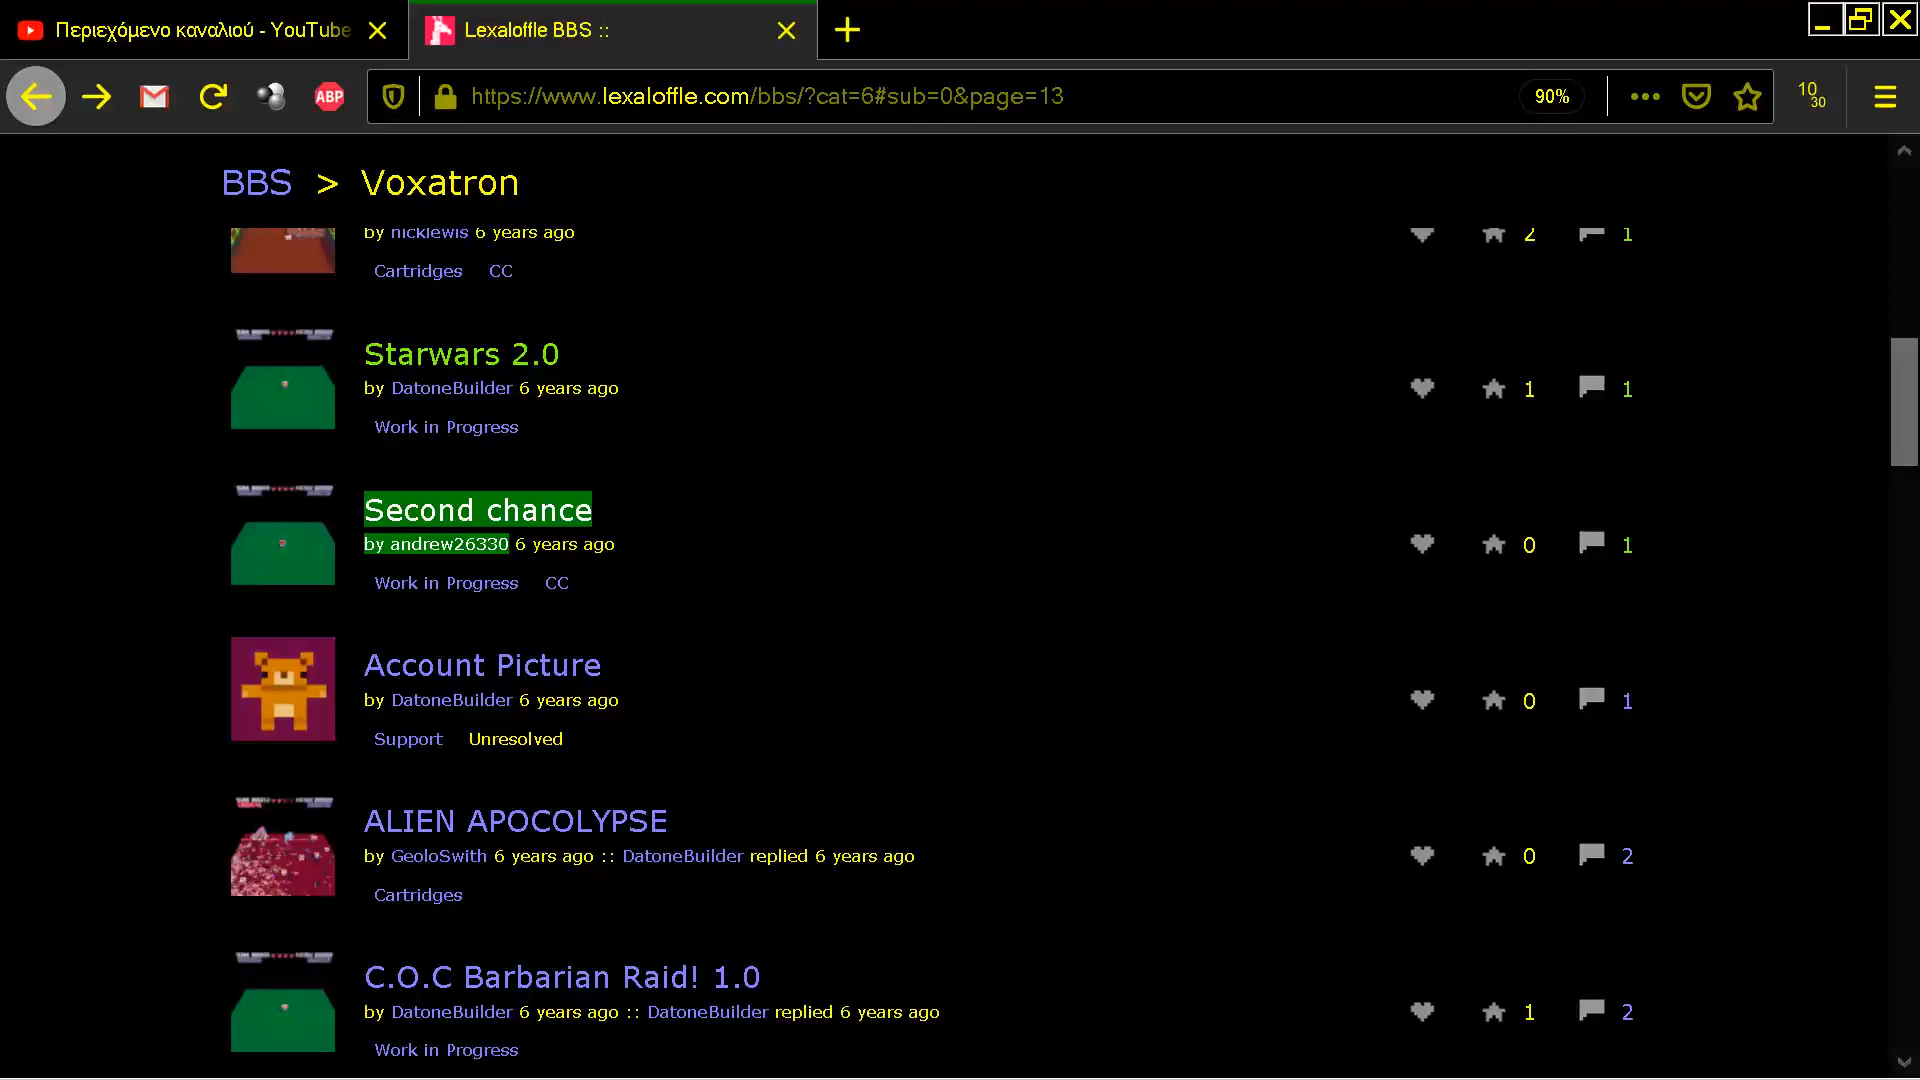 Περιεχόμενο καναλιού - YouTube
Lexaloffle BBS ::
ABP
https://www.lexaloffle.com/bbs/?cat=6#sub=0&page=13
90%
10
30
BBS > Voxatron
by nicklewis 6 years ago
2
1
Cartridges CC
Starwars 2.0
by DatoneBuilder 6 years ago
1
1
Work in Progress
Second chance
by andrew26330 6 years ago
0
1
Work in Progress CC
Account Picture
by DatoneBuilder 6 years ago
0
1
Support Unresolved
ALIEN APOCOLYPSE
by GeoloSwith 6 years ago :: DatoneBuilder replied 6 years ago
0
2
Cartridges
C.O.C Barbarian Raid! 1.0
by DatoneBuilder 6 years ago :: DatoneBuilder replied 6 years ago
1
2
Work in Progress